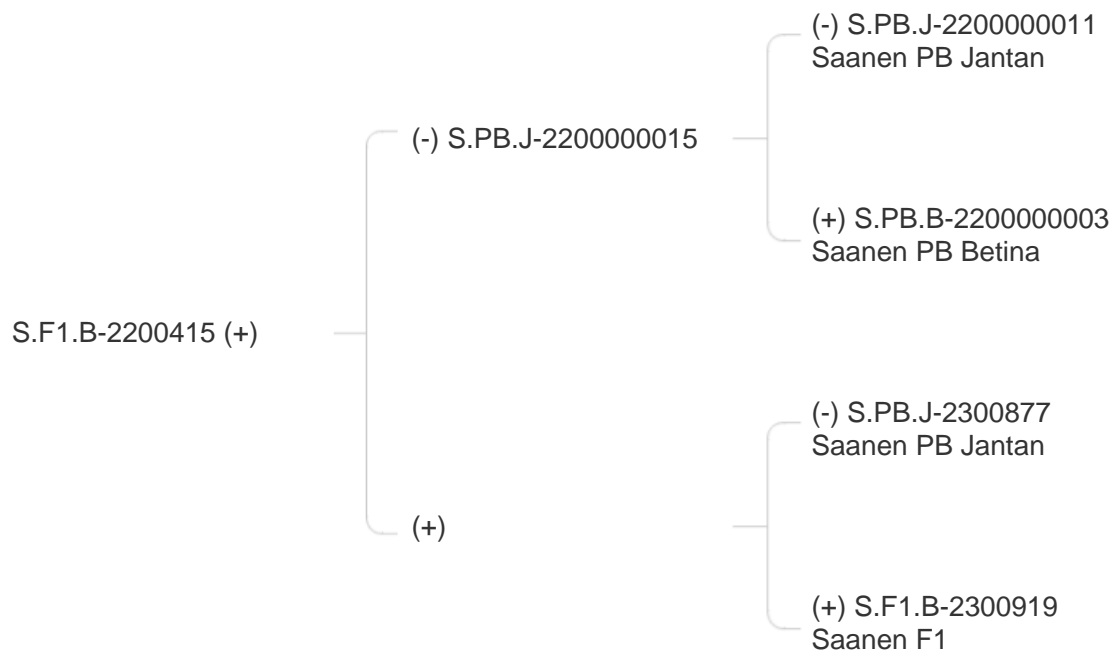 (-) S.PB.J-2200000011
Saanen PB Jantan
(-) S.PB.J-2200000015
(+) S.PB.B-2200000003
Saanen PB Betina
S.F1.B-2200415 (+)
(-) S.PB.J-2300877
Saanen PB Jantan
(+)
(+) S.F1.B-2300919
Saanen F1